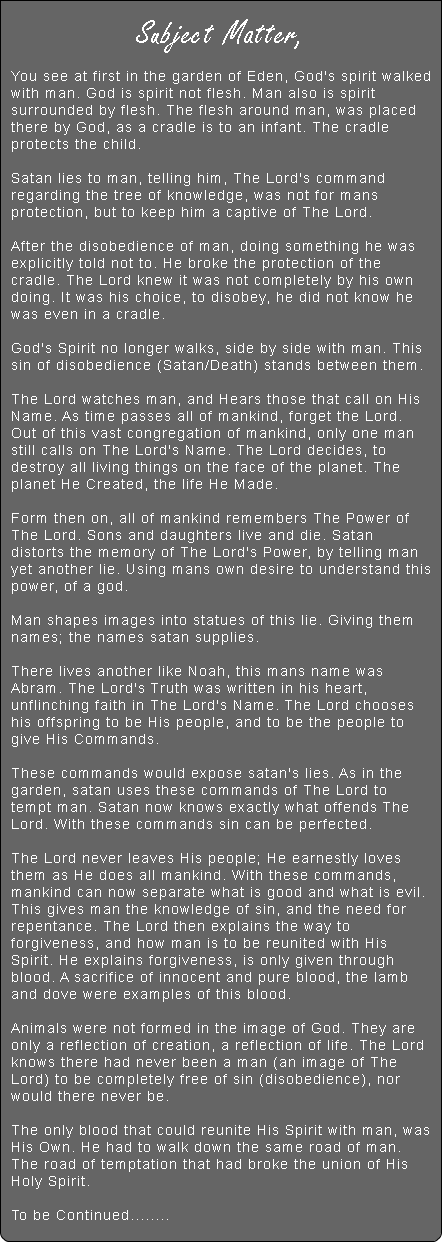 Subject Matter,
You see at first in the garden of Eden, God's spirit walked
with man. God is spirit not flesh. Man also is spirit
surrounded by flesh. The flesh around man, was placed
there by God, as a cradle is to an infant. The cradle
protects the child.
Satan lies to man, telling him, The Lord's command
regarding the tree of knowledge, was not for mans
protection, but to keep him a captive of The Lord.
After the disobedience of man, doing something he was
explicitly told not to. He broke the protection of the
cradle. The Lord knew it was not completely by his own
doing. It was his choice, to disobey, he did not know he
was even in a cradle.
God's Spirit no longer walks, side by side with man. This
sin of disobedience (Satan/Death) stands between them.
The Lord watches man, and Hears those that call on His
Name. As time passes all of mankind, forget the Lord.
Out of this vast congregation of mankind, only one man
still calls on The Lord's Name. The Lord decides, to
destroy all living things on the face of the planet. The
planet He Created, the life He Made.
Form then on, all of mankind remembers The Power of
The Lord. Sons and daughters live and die. Satan
distorts the memory of The Lord's Power, by telling man
yet another lie. Using mans own desire to understand this
power, of a god.
Man shapes images into statues of this lie. Giving them
names; the names satan supplies.
There lives another like Noah, this mans name was
Abram. The Lord's Truth was written in his heart,
unflinching faith in The Lord's Name. The Lord chooses
his offspring to be His people, and to be the people to
give His Commands.
These commands would expose satan's lies. As in the
garden, satan uses these commands of The Lord to
tempt man. Satan now knows exactly what offends The
Lord. With these commands sin can be perfected.
The Lord never leaves His people; He earnestly loves
them as He does all mankind. With these commands,
mankind can now separate what is good and what is evil.
This gives man the knowledge of sin, and the need for
repentance. The Lord then explains the way to
forgiveness, and how man is to be reunited with His
Spirit. He explains forgiveness, is only given through
blood. A sacrifice of innocent and pure blood, the lamb
and dove were examples of this blood.
Animals were not formed in the image of God. They are
only a reflection of creation, a reflection of life. The Lord
knows there had never been a man (an image of The
Lord) to be completely free of sin (disobedience), nor
would there never be.
The only blood that could reunite His Spirit with man, was
His Own. He had to walk down the same road of man.
The road of temptation that had broke the union of His
Holy Spirit.
To be Continued........